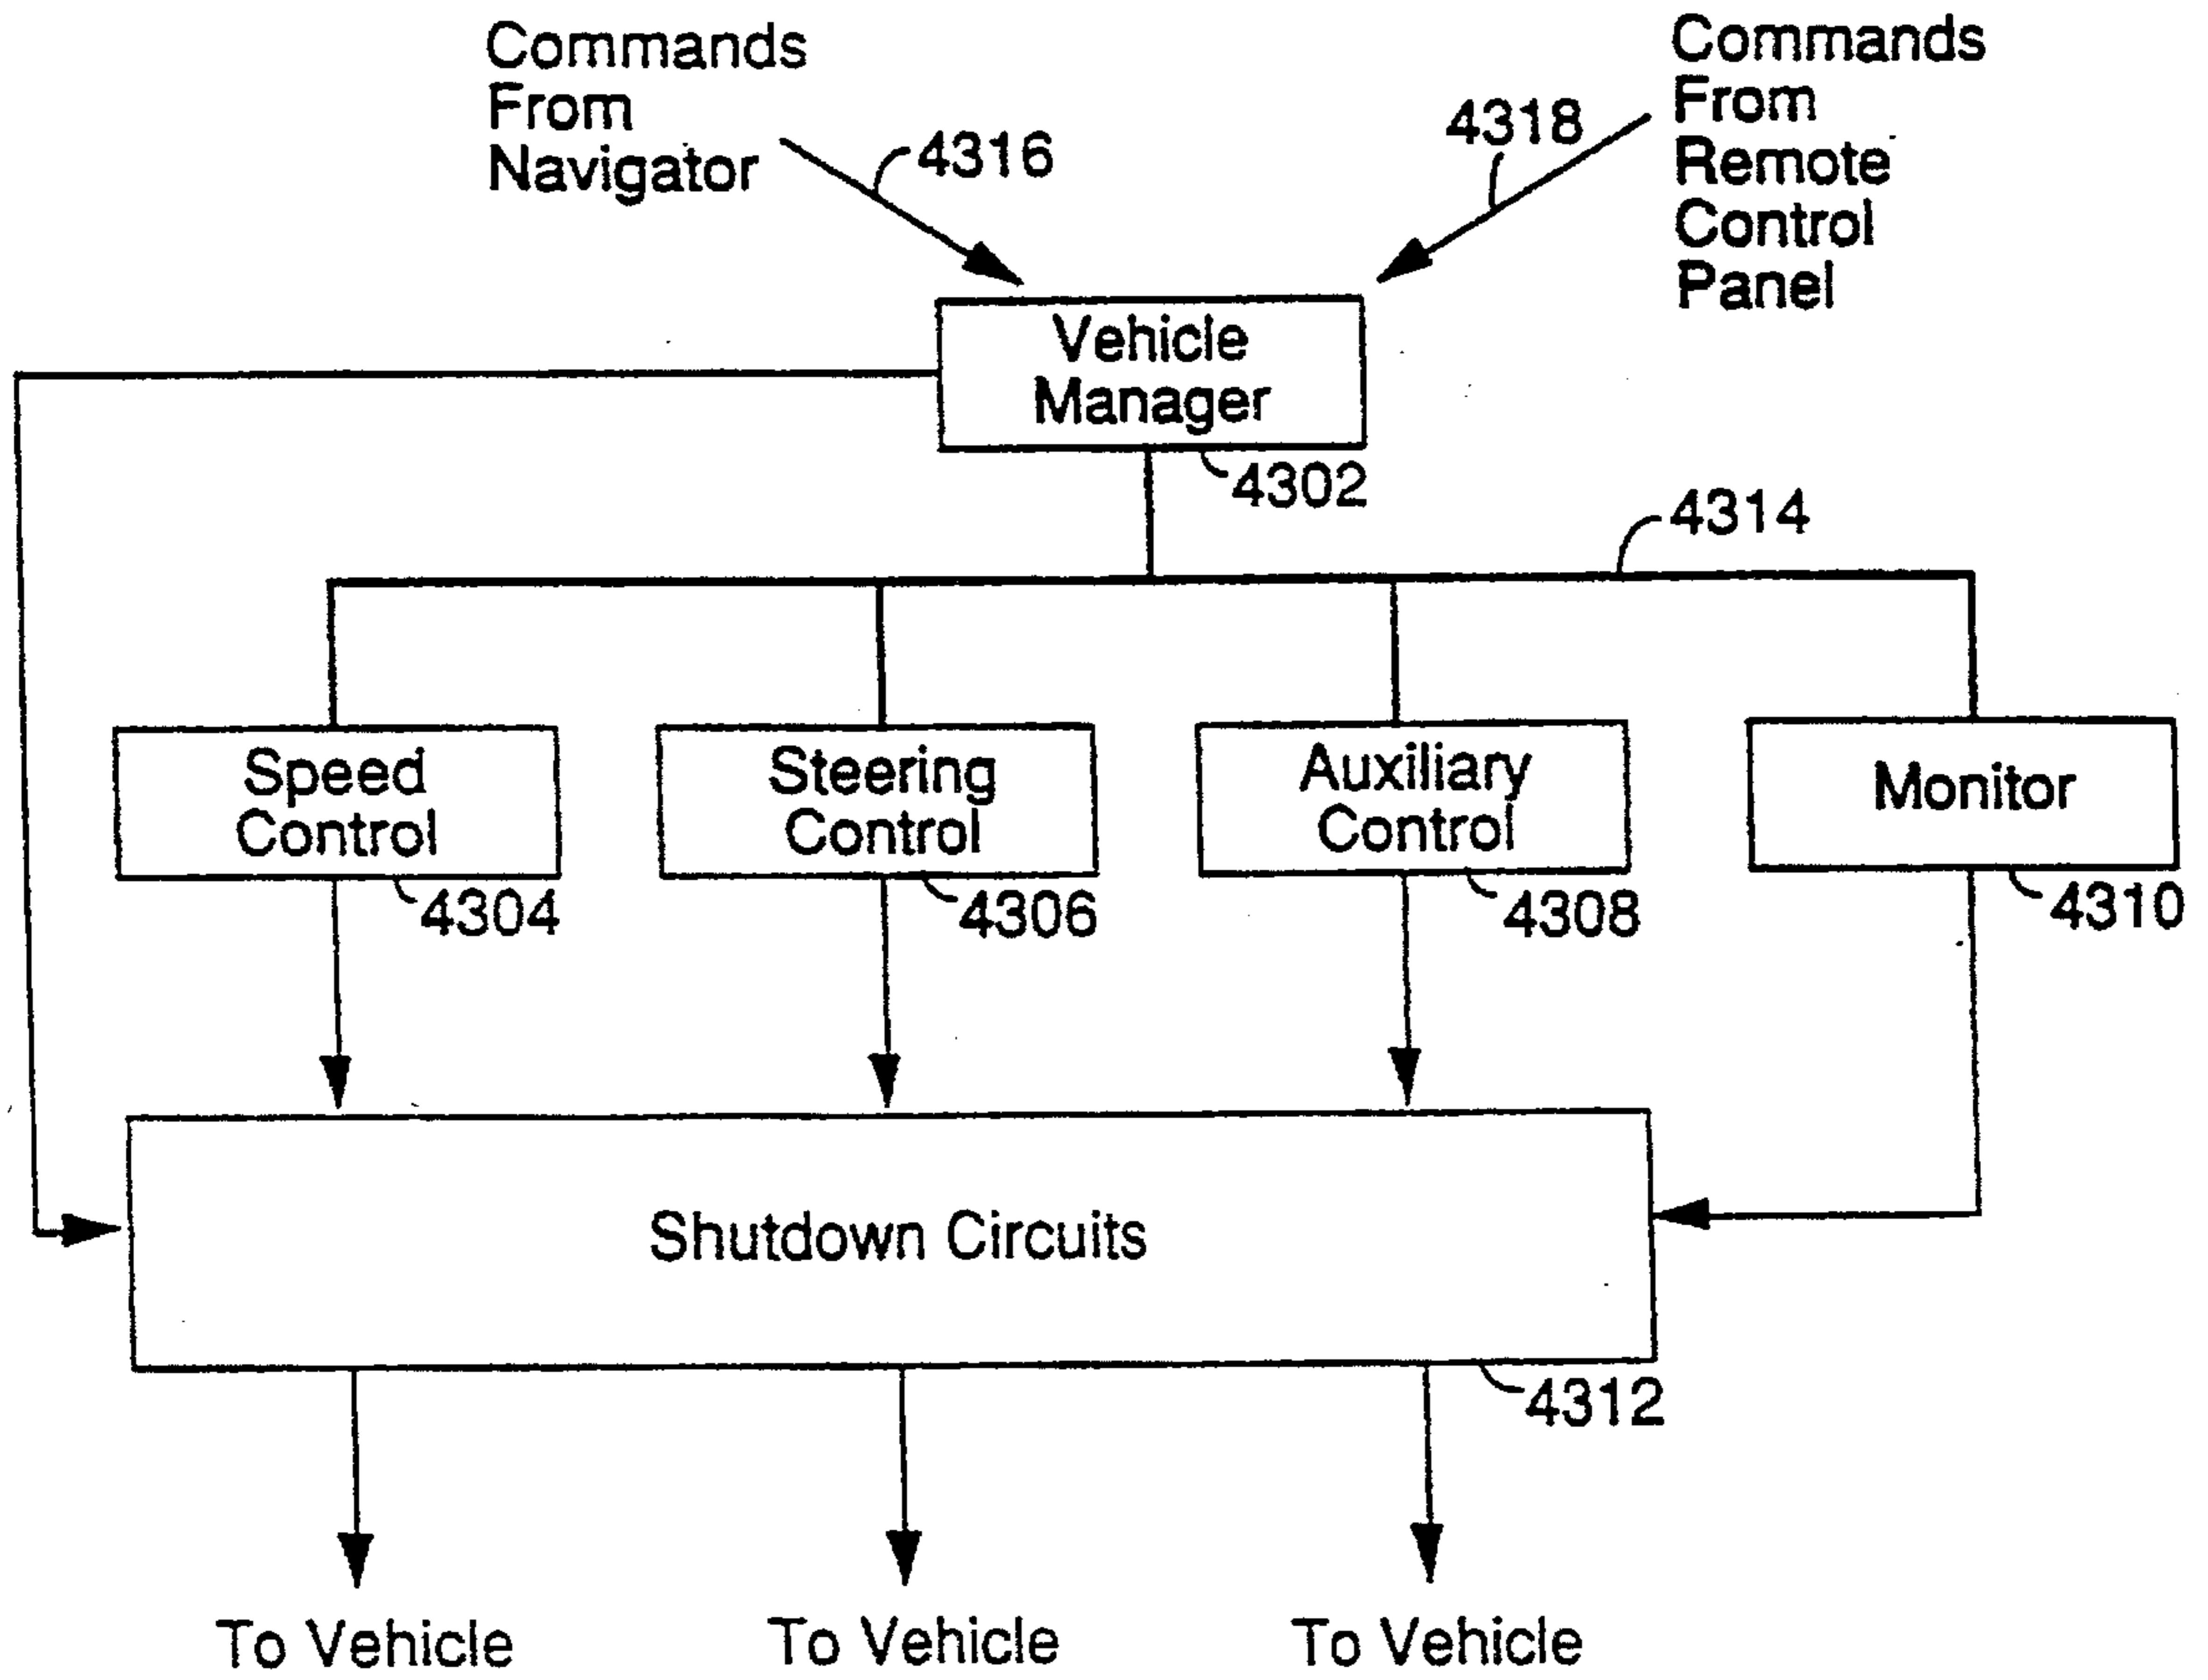 Commands
From
Navigator
4316
4318
Commands
From
Remote
Control
Panel
Vehicle
Manager
4302
4314
Speed
Control
4304
Steering
Control
4306
Auxiliary
Control
4308
Monitor
4310
Shutdown Circuits
4312
To Vehicle
To Vehicle
To Vehicle